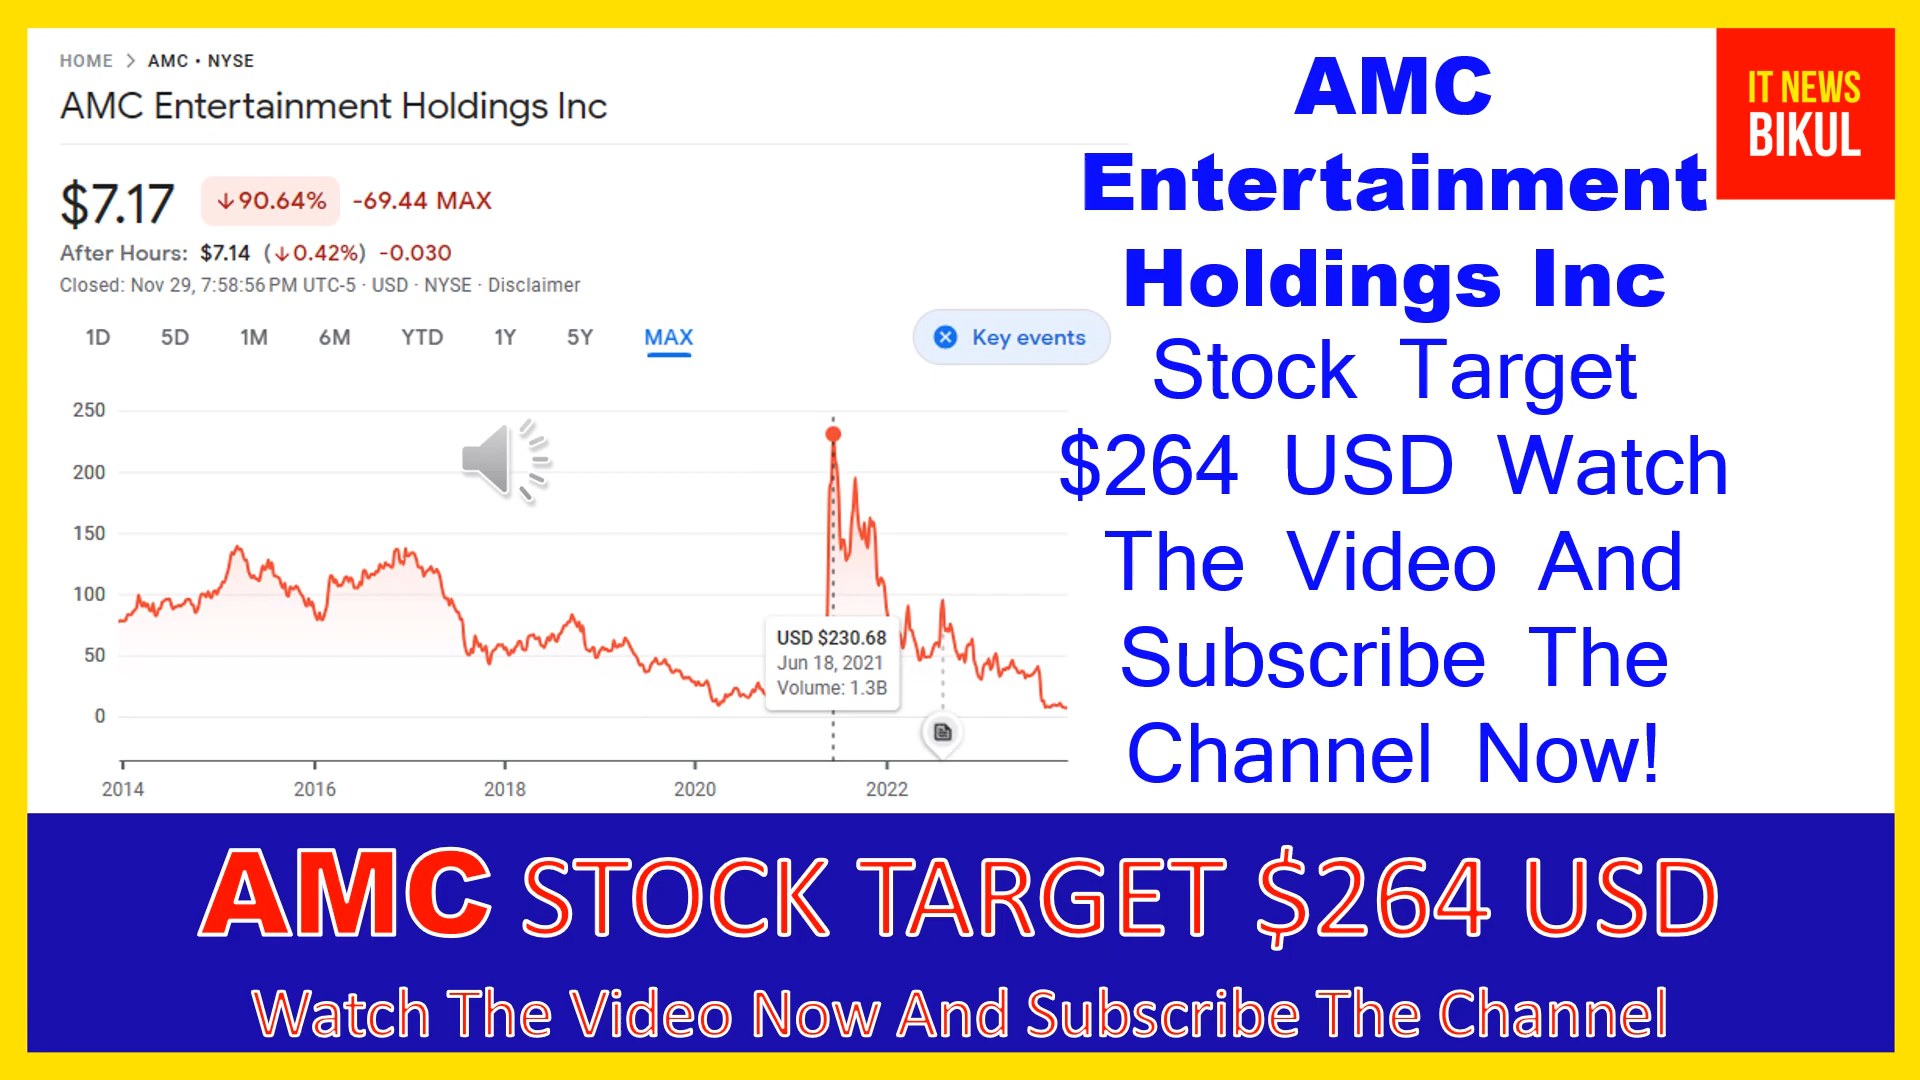 HOME > AMC • NYSE
AMC Entertainment Holdings Inc
$7.17 ↓90.64% -69.44 MAX
After Hours: $7.14 (↓0.42%) -0.030
Closed: Nov 29, 7:58:56 PM UTC-5 · USD · NYSE · Disclaimer
1D 5D 1M 6M YTD 1Y 5Y MAX Key events
250
200
150
100
50
0
USD $230.68
Jun 18, 2021
Volume: 1.3B
2014 2016 2018 2020 2022
AMC
Entertainment
Holdings Inc
Stock Target
$264 USD Watch
The Video And
Subscribe The
Channel Now!
IT NEWS
BIKUL
AMC STOCK TARGET $264 USD
Watch The Video Now And Subscribe The Channel